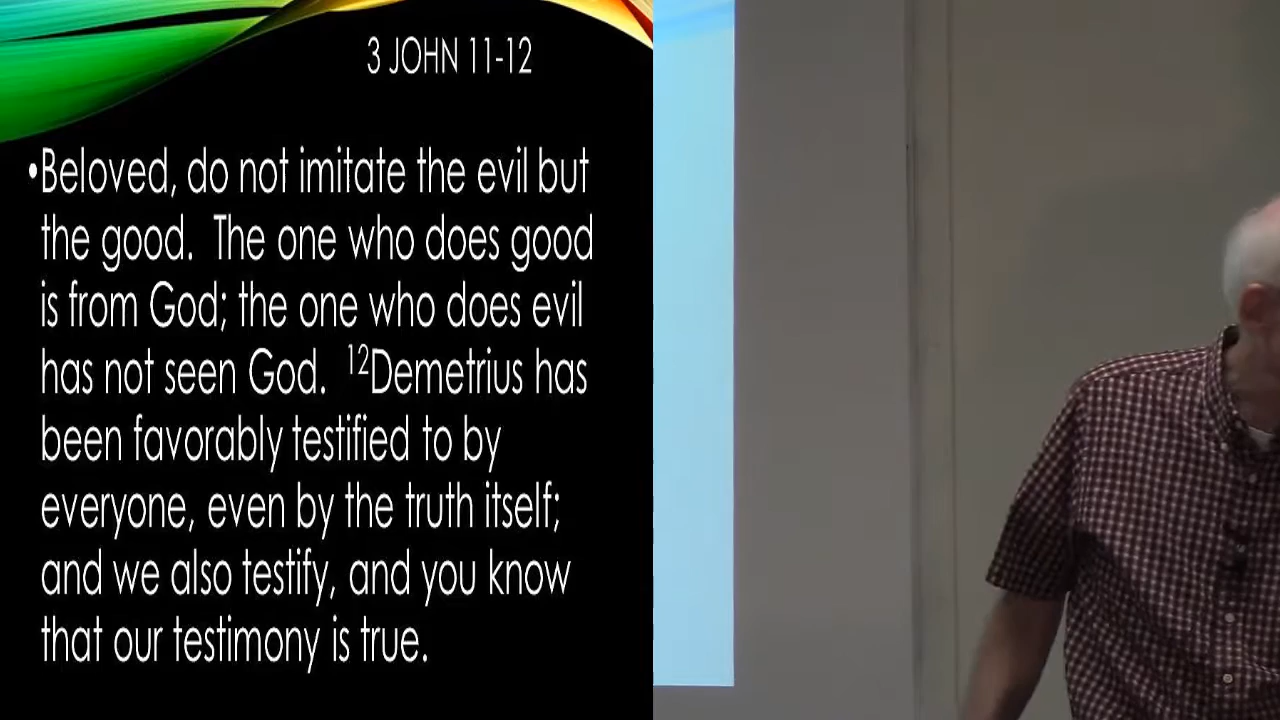 3 JOHN 11-12
•Beloved, do not imitate the evil but
the good.  The one who does good
is from God; the one who does evil
has not seen God.  ¹²Demetrius has
been favorably testified to by
everyone, even by the truth itself;
and we also testify, and you know
that our testimony is true.